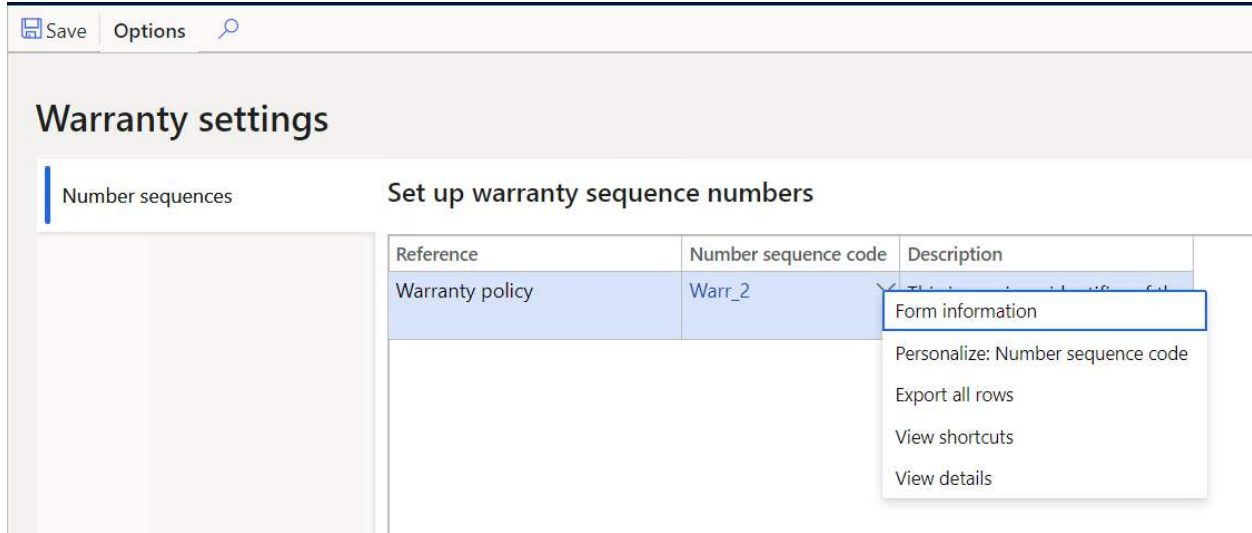 Save Options
Warranty settings
Number sequences
Set up warranty sequence numbers
Reference Number sequence code Description
Warranty policy Warr_2
Form information
Personalize: Number sequence code
Export all rows
View shortcuts
View details